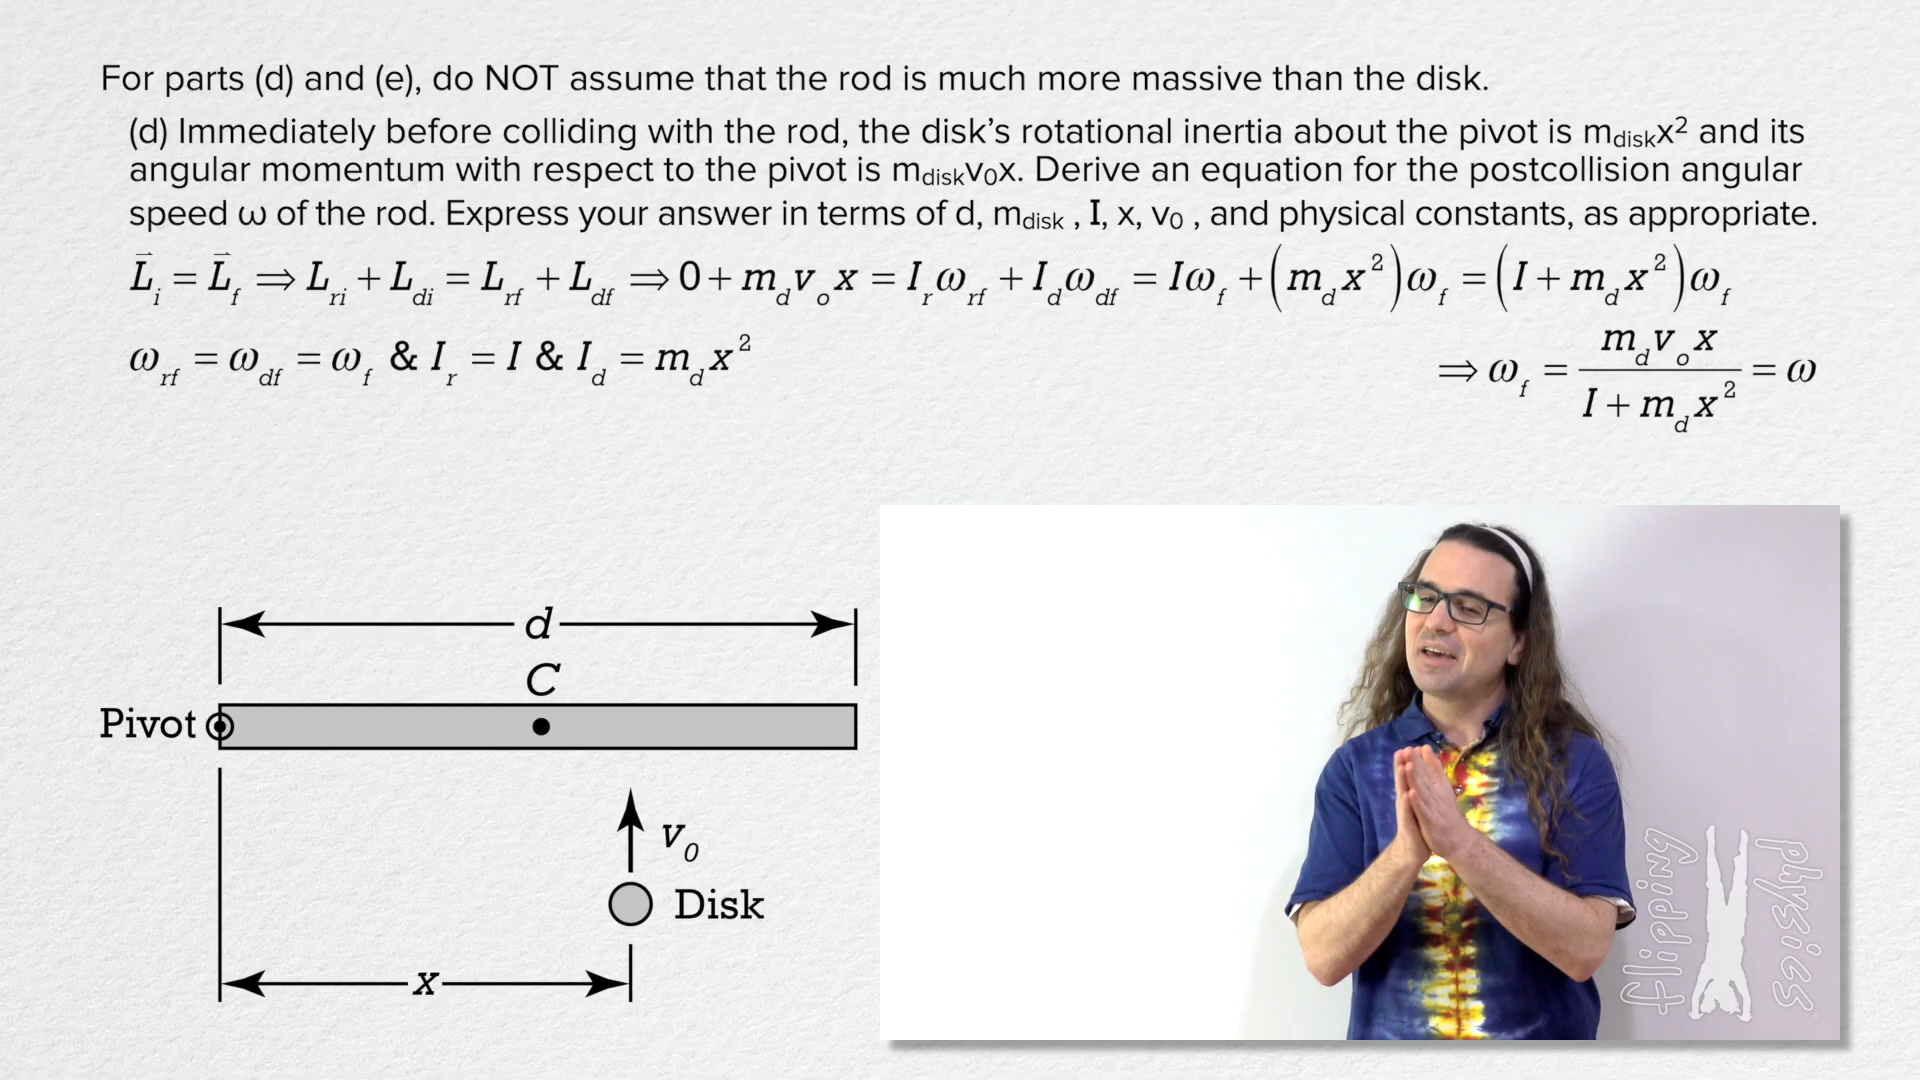 For parts (d) and (e), do NOT assume that the rod is much more massive than the disk.
(d) Immediately before colliding with the rod, the disk’s rotational inertia about the pivot is m_disk x² and its
angular momentum with respect to the pivot is m_disk v₀x. Derive an equation for the postcollision angular
speed ω of the rod. Express your answer in terms of d, m_disk , I, x, v₀ , and physical constants, as appropriate.
L⃗_i = L⃗_f ⇒ L_ri + L_di = L_rf + L_df ⇒ 0 + m_d v_o x = I_r ω_rf + I_d ω_df = Iω_f + (m_d x²)ω_f = (I + m_d x²)ω_f
ω_rf = ω_df = ω_f & I_r = I & I_d = m_d x²
⇒ ω_f = (m_d v_o x)/(I + m_d x²) = ω
d
C
Pivot
v₀
Disk
x
flipping
physics